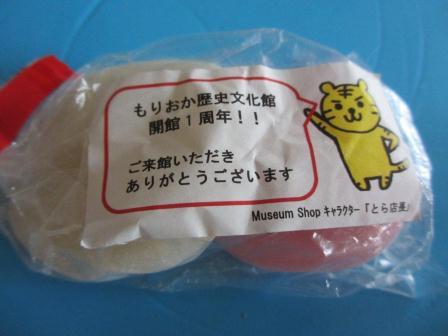 もりおか歴史文化館
開館1周年！！
ご来館いただき
ありがとうございます
Museum Shop キャラクター「とら店長」